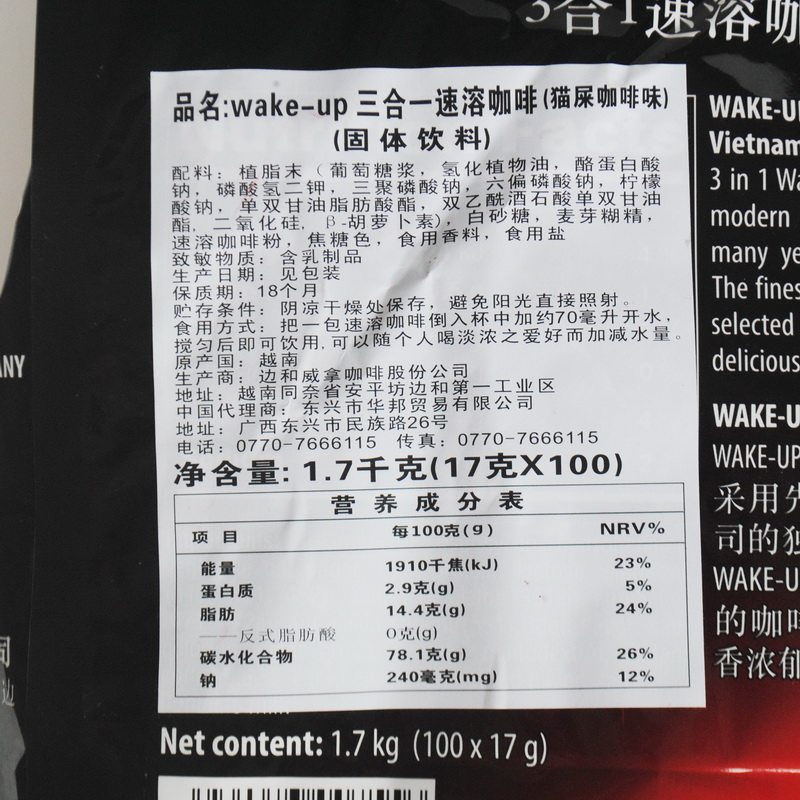 3合1速溶咖
品名:wake-up 三合一速溶咖啡(猫屎咖啡味)
(固体饮料)
配料：植脂末（葡萄糖浆，氢化植物油，酪蛋白酸
钠，磷酸氢二钾，三聚磷酸钠，六偏磷酸钠，柠檬
酸钠，单双甘油脂肪酸酯，双乙酰酒石酸单双甘油
酯，二氧化硅，β-胡萝卜素），白砂糖，麦芽糊精，
速溶咖啡粉，焦糖色，食用香料，食用盐
致敏物质：含乳制品
生产日期：见包装
保质期：18个月
贮存条件：阴凉干燥处保存，避免阳光直接照射。
食用方式：把一包速溶咖啡倒入杯中加约70毫升开水，
搅匀后即可饮用,可以随个人喝淡浓之爱好而加减水量。
原产国：越南
生产商：边和威拿咖啡股份公司
地址：越南同奈省安平坊边和第一工业区
中国代理商：东兴市华邦贸易有限公司
地址：广西东兴市民族路26号
电话：0770-7666115 传真：0770-7666115
净含量: 1.7千克(17克X100)
营养成分表
项目 每100克(g) NRV%
能量 1910千焦(kJ) 23%
蛋白质 2.9克(g) 5%
脂肪 14.4克(g) 24%
——反式脂肪酸 0克(g)
碳水化合物 78.1克(g) 26%
钠 240毫克(mg) 12%
Net content: 1.7 kg (100 x 17 g)
WAKE-U
Vietnam
3 in 1 Wa
modern
many ye
The fines
selected
delicious
WAKE-U
WAKE-UP
采用先
司的独
WAKE-U
的咖啡
香浓郁
ANY
司
边